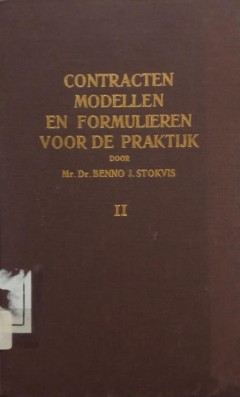 CONTRACTEN
MODELLEN
EN FORMULIEREN
VOOR DE PRAKTIJK
DOOR
Mr. Dr. BENNO J. STOKVIS
II